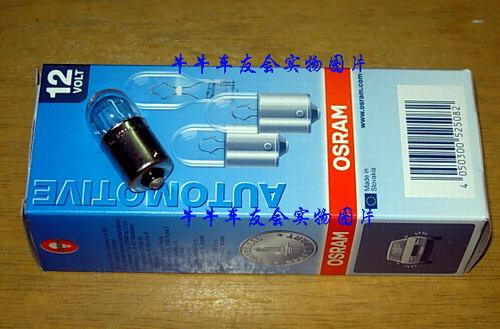 牛牛车友会实物图片
12
VOLT
AUTOMOTIVE
OSRAM
www.osram.com
Made in
Slovakia
4 050300 525082
牛牛车友会实物图片
OSRAM